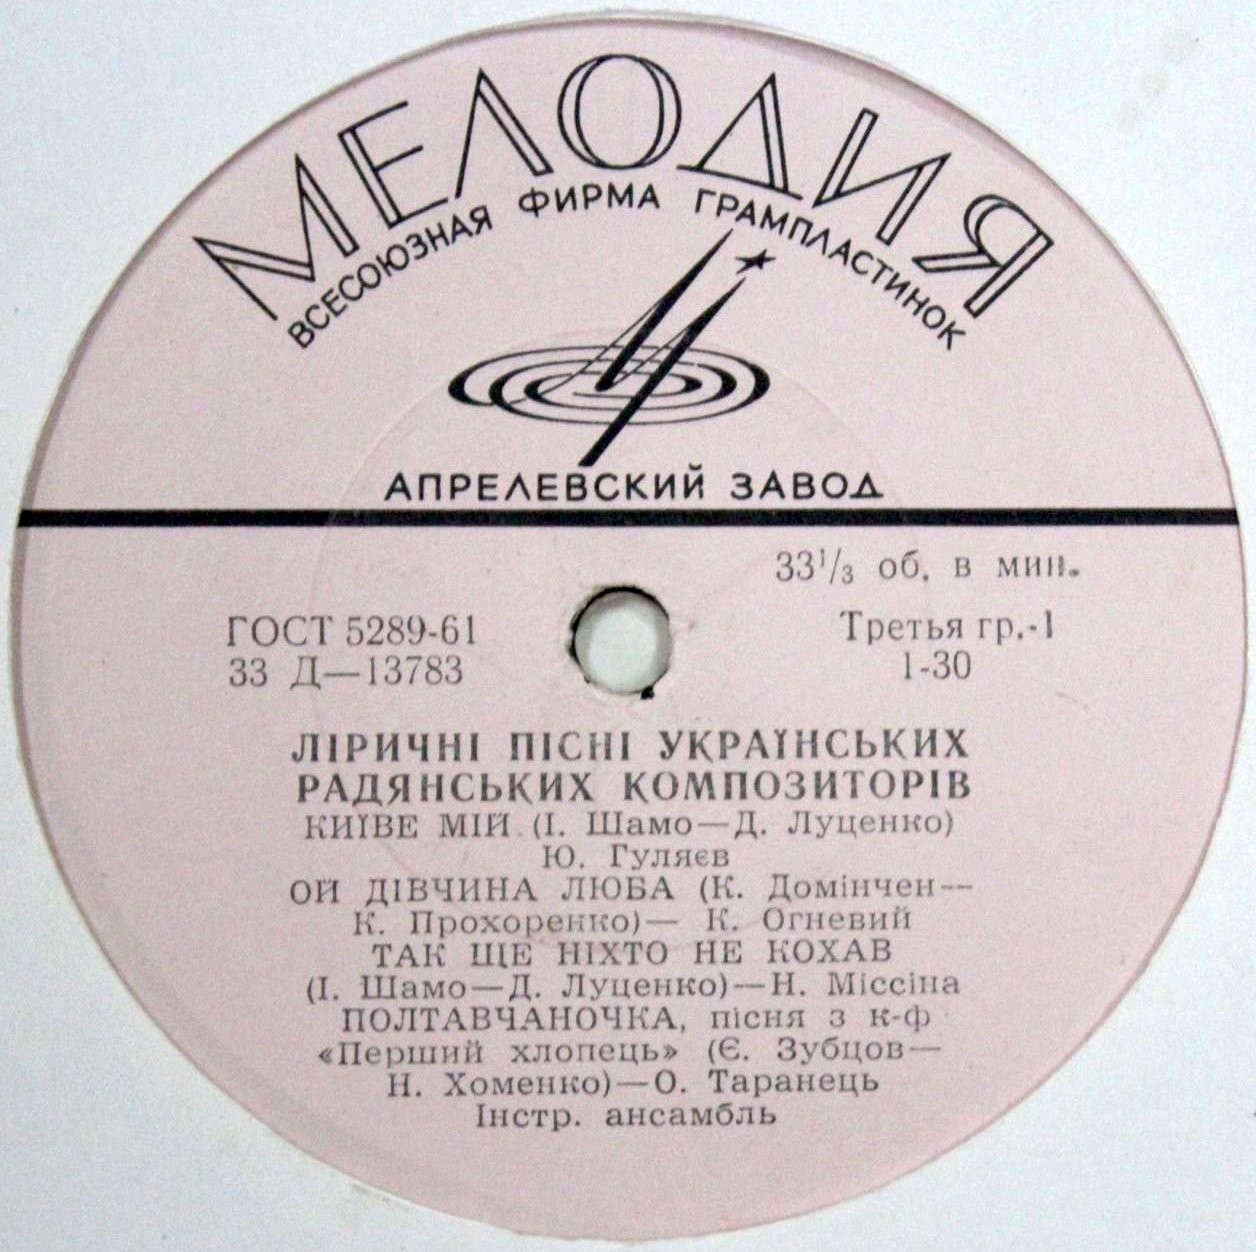 МЕЛОДИЯ
ВСЕСОЮЗНАЯ ФИРМА ГРАМПЛАСТИНОК
АПРЕЛЕВСКИЙ ЗАВОД
33 1/3 об. в мин.
ГОСТ 5289-61
Третья гр.-1
33 Д—13783
1-30
ЛІРИЧНІ ПІСНІ УКРАЇНСЬКИХ
РАДЯНСЬКИХ КОМПОЗИТОРІВ
КИЇВЕ МІЙ (І. Шамо—Д. Луценко)
Ю. Гуляєв
ОЙ ДІВЧИНА ЛЮБА (К. Домінчен—
К. Прохоренко)— К. Огневий
ТАК ЩЕ НІХТО НЕ КОХАВ
(І. Шамо—Д. Луценко)—Н. Міссіна
ПОЛТАВЧАНОЧКА, пісня з к-ф
«Перший хлопець» (Є. Зубцов—
Н. Хоменко)—О. Таранець
Інстр. ансамбль